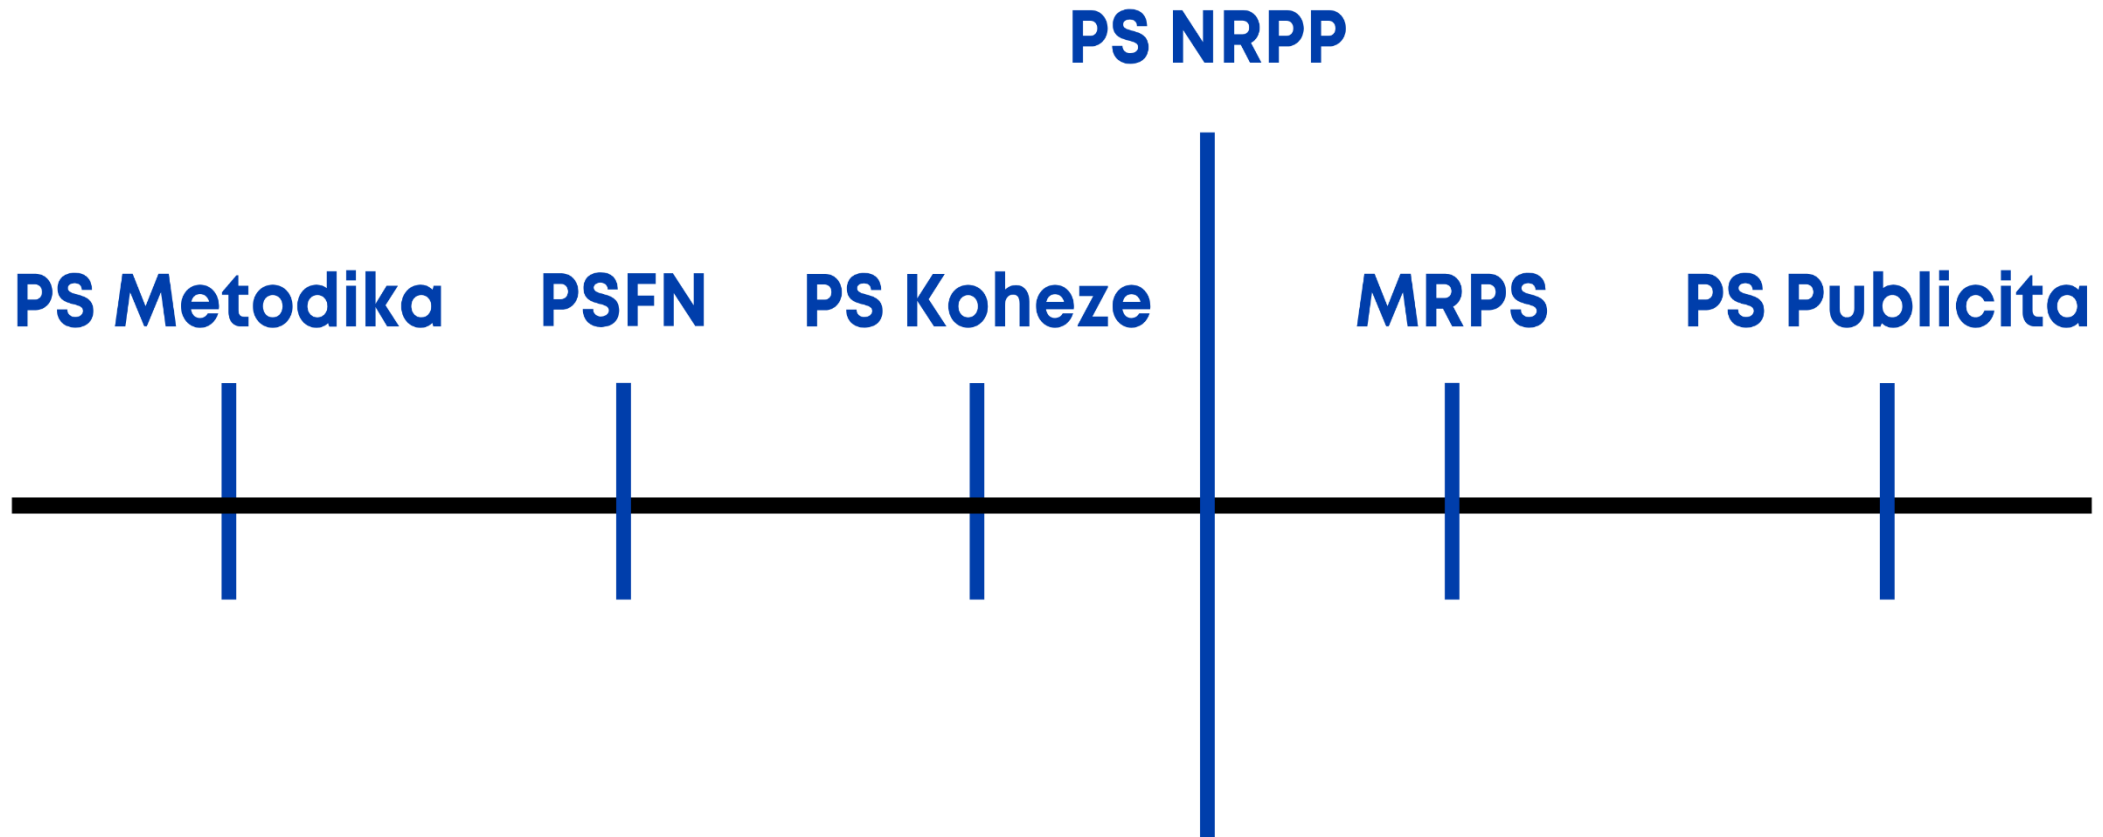 PS NRPP
PS Metodika
PSFN
PS Koheze
MRPS
PS Publicita